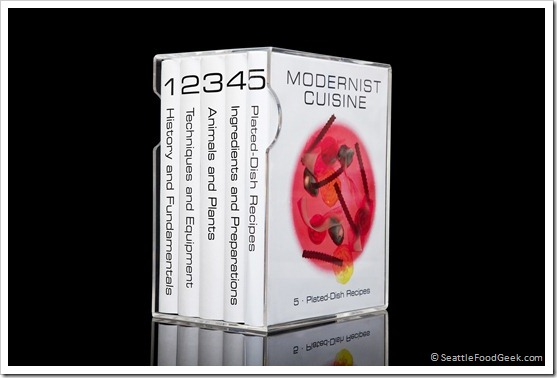 1
History and Fundamentals
2
Techniques and Equipment
3
Animals and Plants
4
Ingredients and Preparations
5
Plated-Dish Recipes
MODERNIST
CUISINE
5 · Plated-Dish Recipes
© SeattleFoodGeek.com